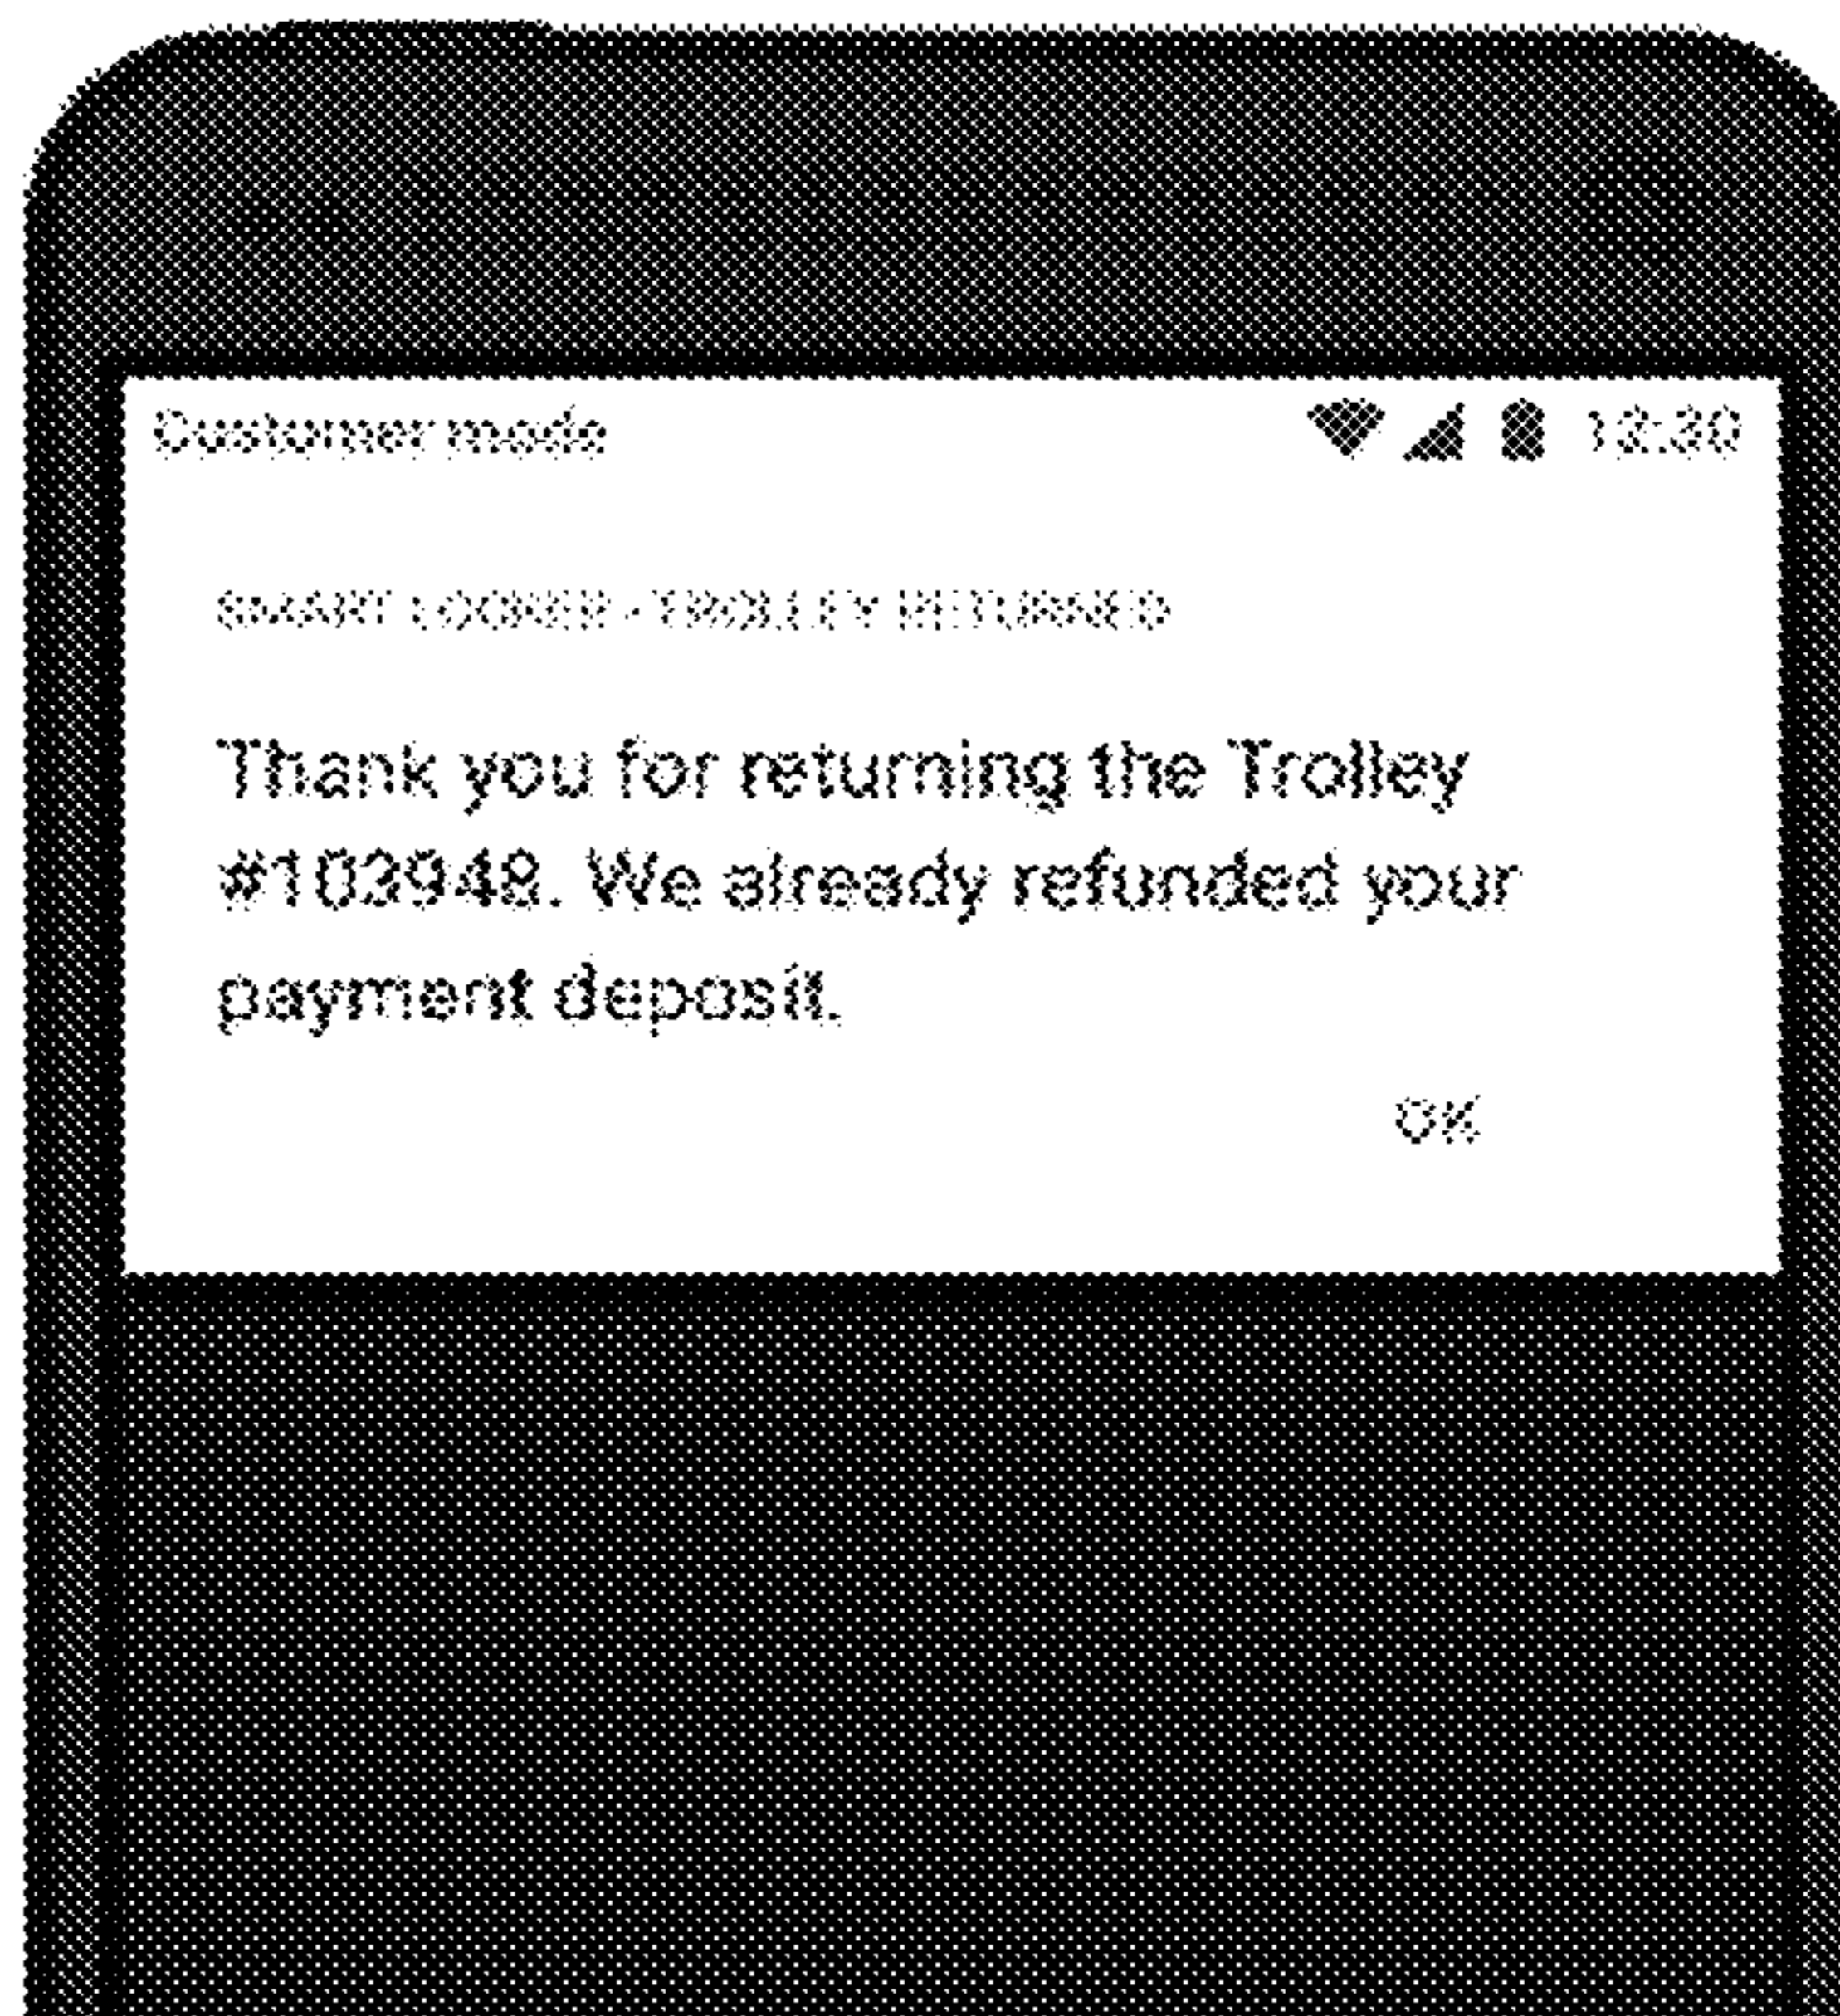 Customer mode 12:30
SMART LOCKER - TROLLEY RETURNED
Thank you for returning the Trolley
#102948. We already refunded your
payment deposit.
OK